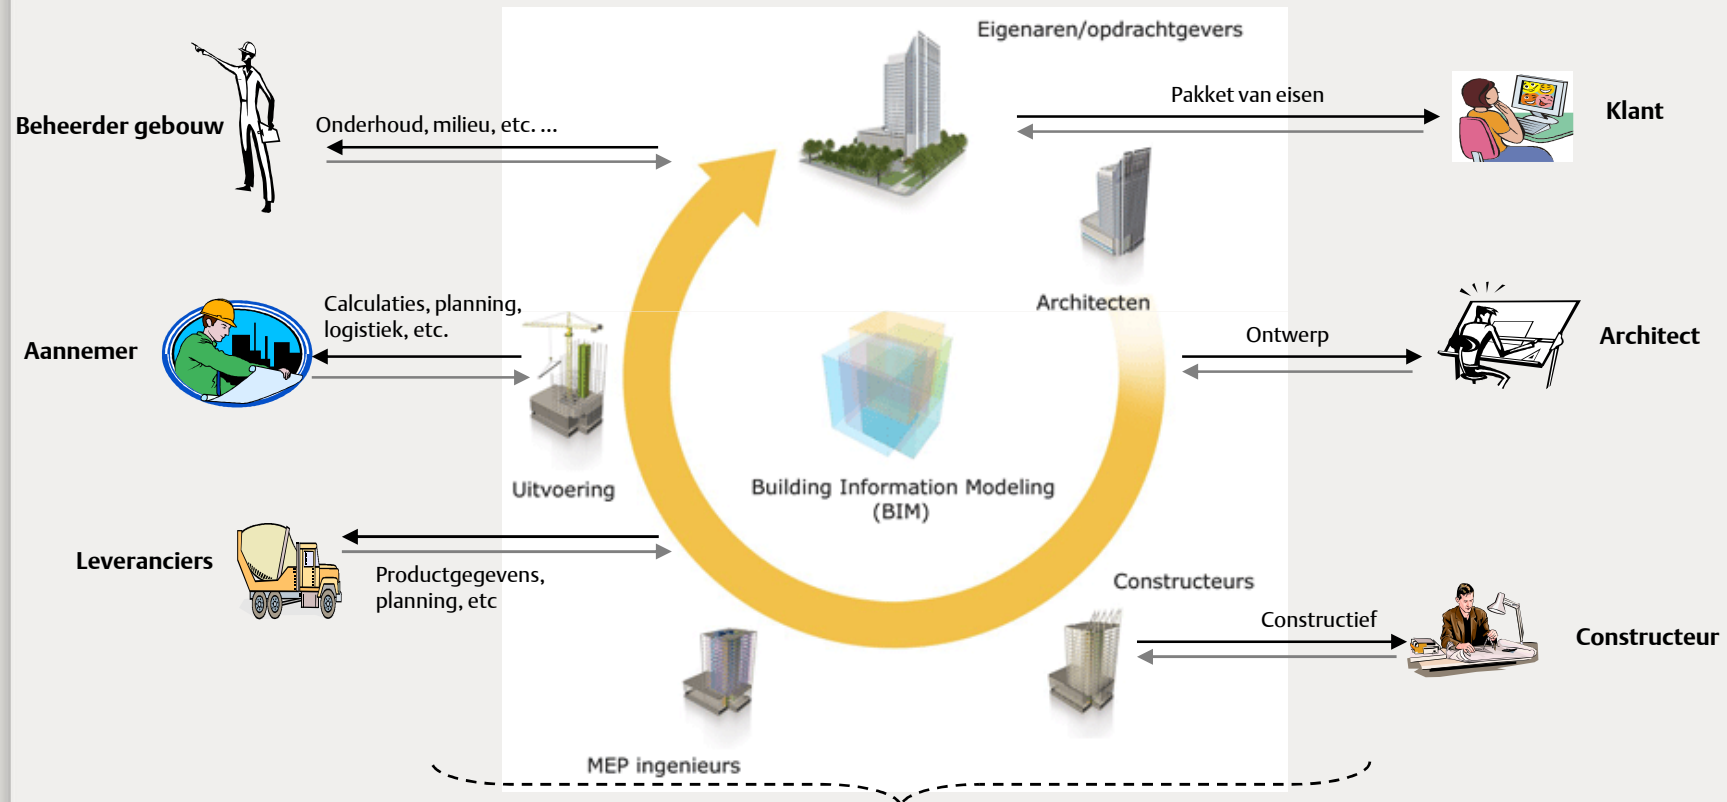 Eigenaren/opdrachtgevers
Pakket van eisen
Klant
Beheerder gebouw
Onderhoud, milieu, etc. ...
Architecten
Calculaties, planning,
logistiek, etc.
Aannemer
Ontwerp
Architect
Uitvoering
Building Information Modeling
(BIM)
Leveranciers
Productgegevens,
planning, etc
Constructeurs
Constructief
Constructeur
MEP ingenieurs